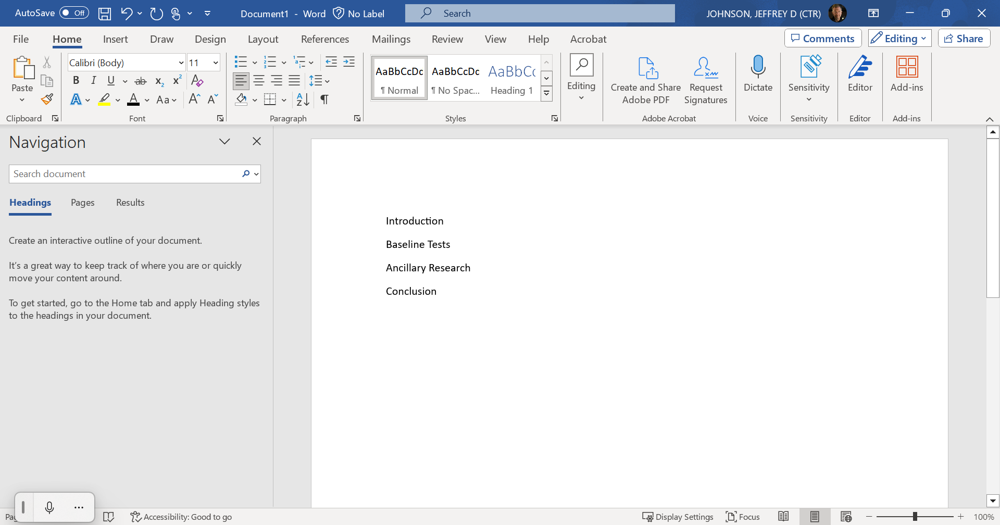 AutoSave Off Document1 - Word No Label Search JOHNSON, JEFFREY D (CTR)
File Home Insert Draw Design Layout References Mailings Review View Help Acrobat Comments Editing Share
Calibri (Body) 11
Paste
Clipboard
B I U ab x2 x2 A
A A Aa A A
Font
Paragraph
AaBbCcDc AaBbCcDc AaBbCc
¶ Normal ¶ No Spac... Heading 1
Styles
Editing
Create and Share Adobe PDF
Request Signatures
Adobe Acrobat
Dictate
Voice
Sensitivity
Sensitivity
Editor
Editor
Add-ins
Add-ins
Navigation
Search document
Headings Pages Results
Create an interactive outline of your document.
It's a great way to keep track of where you are or quickly
move your content around.
To get started, go to the Home tab and apply Heading styles
to the headings in your document.
Introduction
Baseline Tests
Ancillary Research
Conclusion
Accessibility: Good to go Display Settings Focus 100%